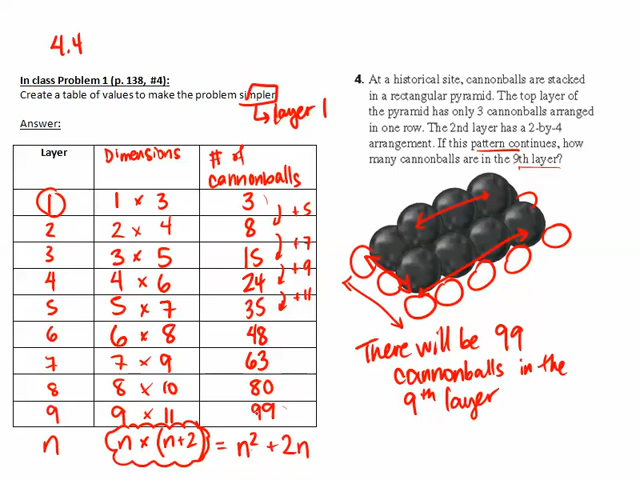 4.4
In class Problem 1 (p. 138, #4):
Create a table of values to make the problem simpler
layer 1
Answer:
Layer Dimensions # of cannonballs
1 1 × 3 3
+5
2 2 × 4 8
+7
3 3 × 5 15
+9
4 4 × 6 24
+11
5 5 × 7 35
6 6 × 8 48
7 7 × 9 63
8 8 × 10 80
9 9 × 11 99
n n × (n+2) = n² + 2n
4. At a historical site, cannonballs are stacked
in a rectangular pyramid. The top layer of
the pyramid has only 3 cannonballs arranged
in one row. The 2nd layer has a 2-by-4
arrangement. If this pattern continues, how
many cannonballs are in the 9th layer?
There will be 99
cannonballs in the
9th layer